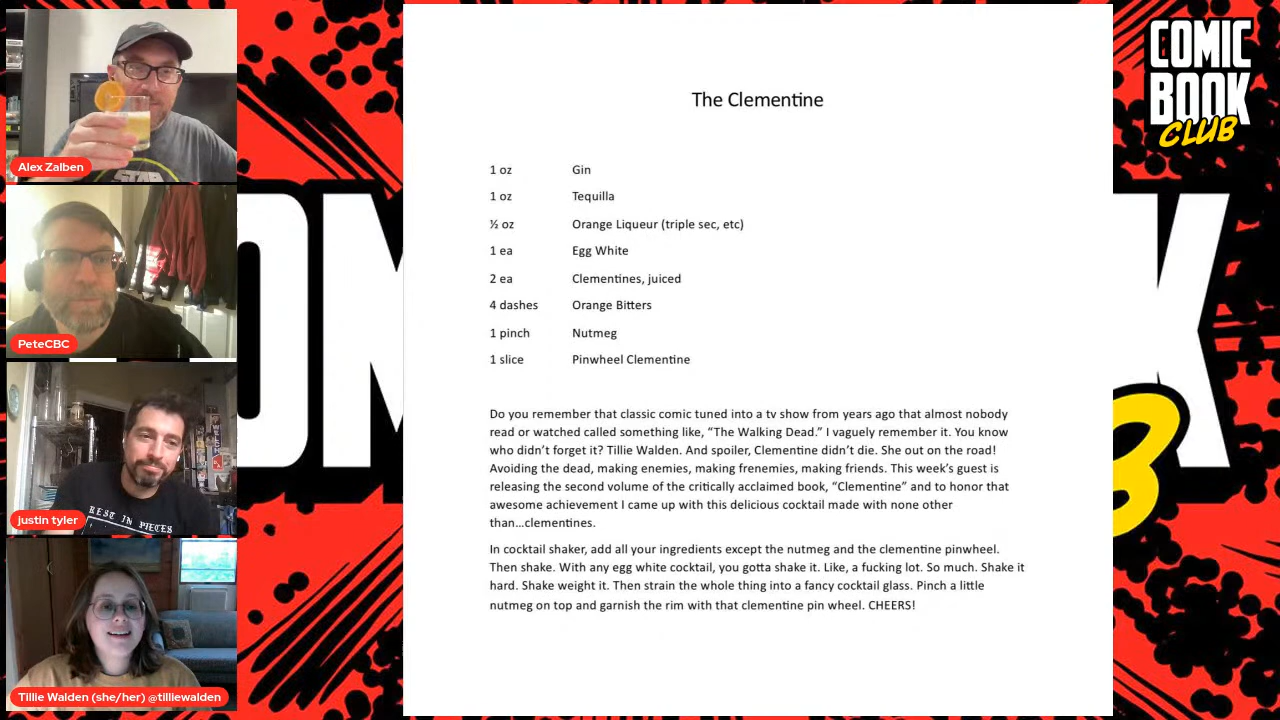 Alex Zalben
STAR
PeteCBC
REST IN PIECES
justin tyler
Tillie Walden (she/her) @tilliewalden
The Clementine
1 oz Gin
1 oz Tequilla
½ oz Orange Liqueur (triple sec, etc)
1 ea Egg White
2 ea Clementines, juiced
4 dashes Orange Bitters
1 pinch Nutmeg
1 slice Pinwheel Clementine
Do you remember that classic comic tuned into a tv show from years ago that almost nobody
read or watched called something like, “The Walking Dead.” I vaguely remember it. You know
who didn’t forget it? Tillie Walden. And spoiler, Clementine didn’t die. She out on the road!
Avoiding the dead, making enemies, making frenemies, making friends. This week’s guest is
releasing the second volume of the critically acclaimed book, “Clementine” and to honor that
awesome achievement I came up with this delicious cocktail made with none other
than…clementines.
In cocktail shaker, add all your ingredients except the nutmeg and the clementine pinwheel.
Then shake. With any egg white cocktail, you gotta shake it. Like, a fucking lot. So much. Shake it
hard. Shake weight it. Then strain the whole thing into a fancy cocktail glass. Pinch a little
nutmeg on top and garnish the rim with that clementine pin wheel. CHEERS!
COMIC
BOOK
CLUB